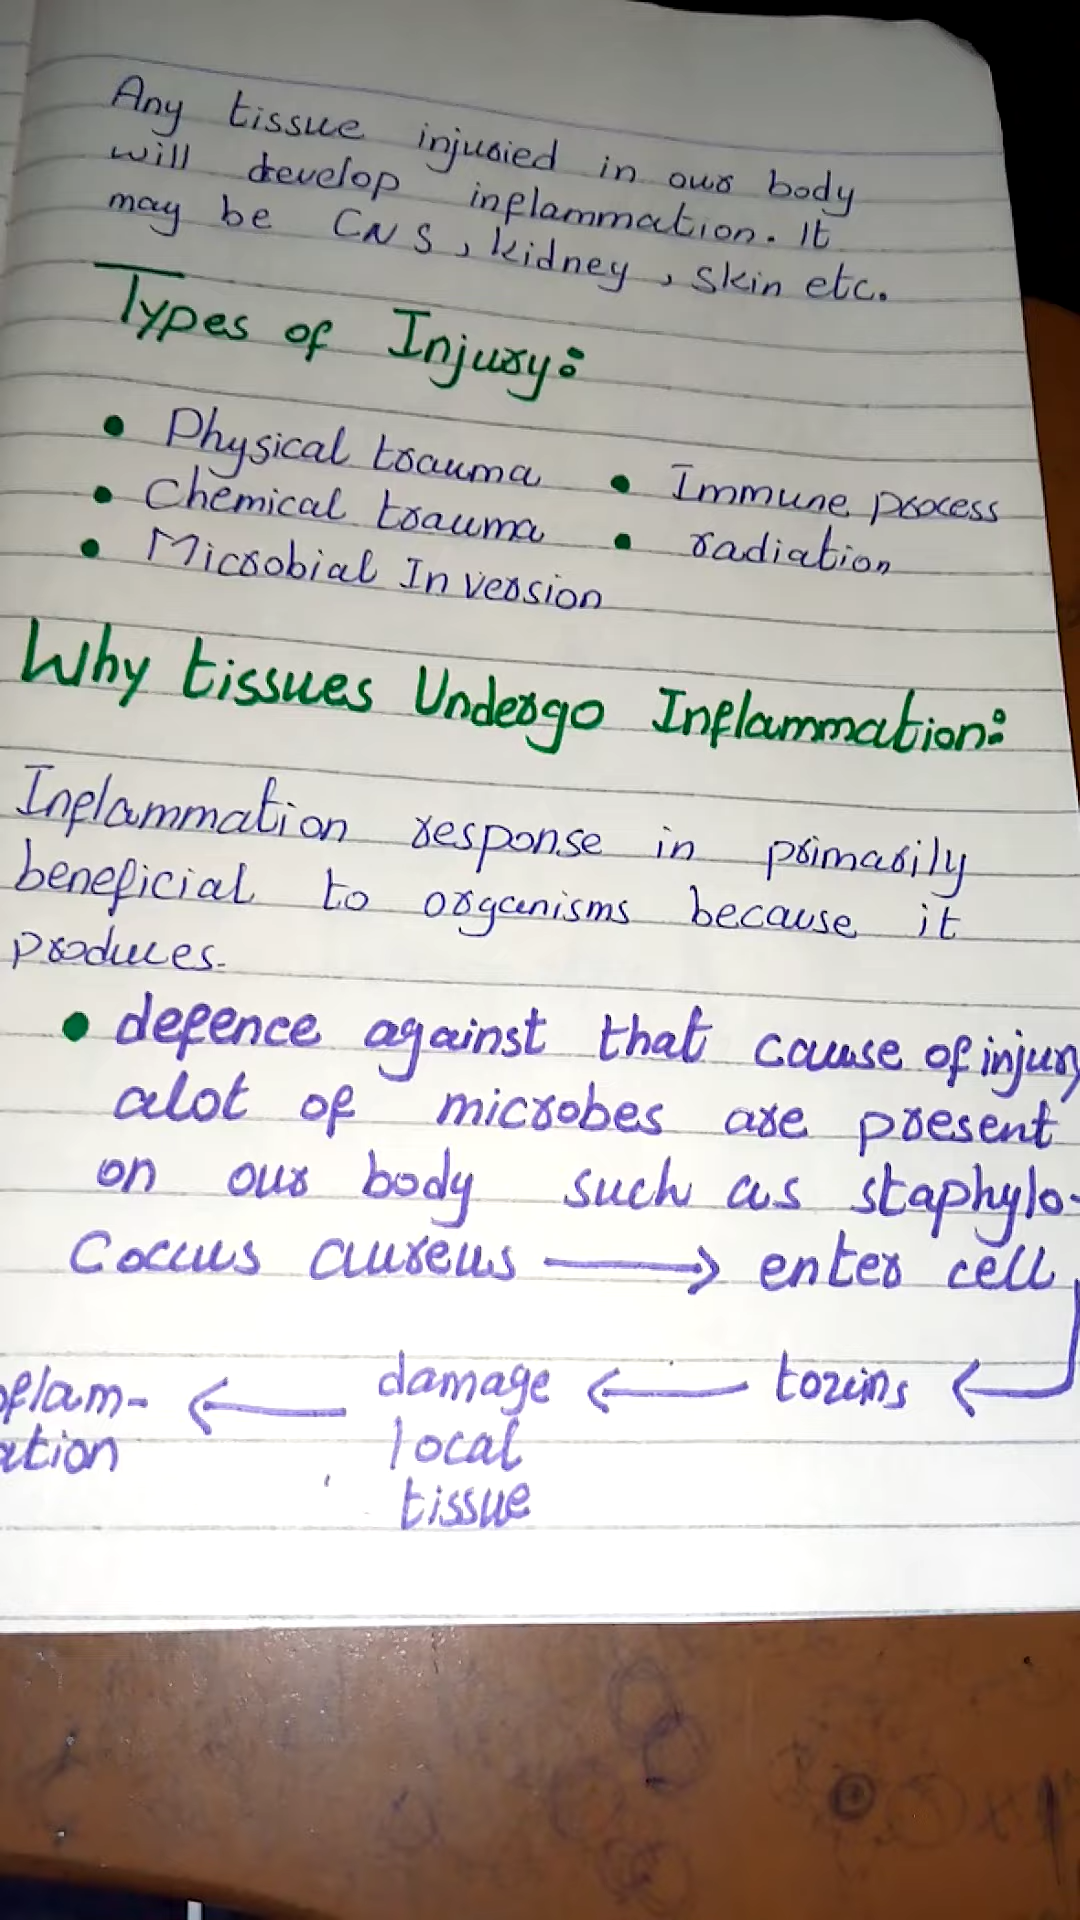 Any tissue injuried in our body
will develop inflammation. It
may be CNS, kidney, skin etc.
Types of Injury:
• Physical trauma • Immune process
• Chemical trauma • radiation
• Microbial Inversion
Why tissues Undergo Inflammation:
Inflammation response in primarily
beneficial to organisms because it
produces.
• defence against that cause of injury
alot of microbes are present
on our body such as staphylo-
Coccus aureus → enter cell
toxins ← 
damage ←
local
tissue
flam- ←
ation